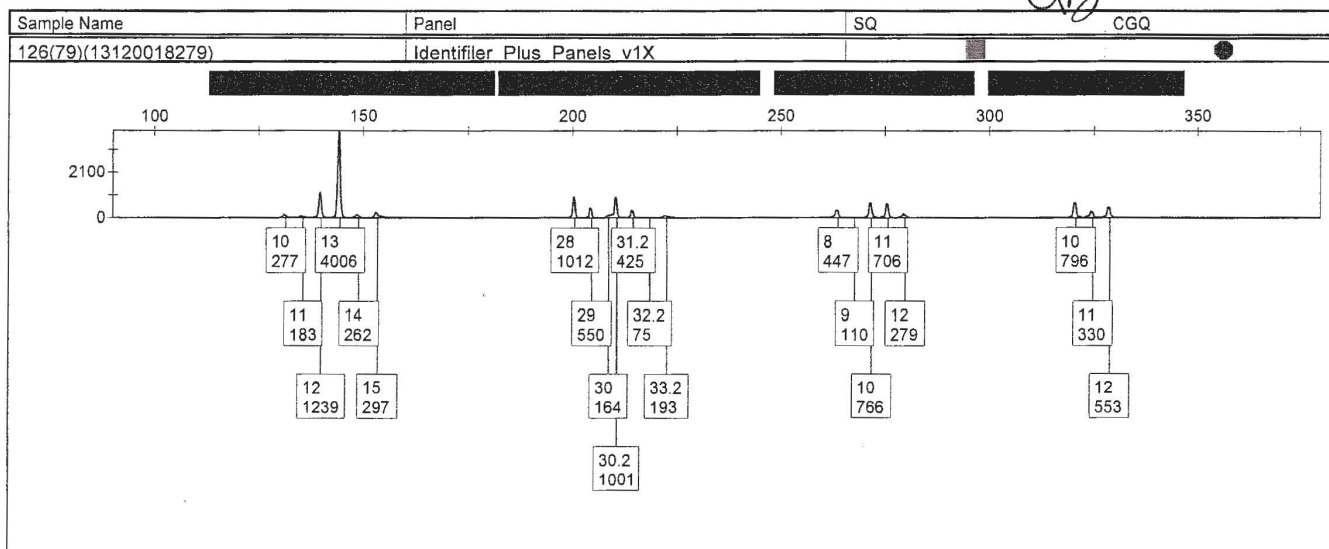 Sample Name Panel SQ CGQ
126(79)(13120018279) Identifiler_Plus_Panels_v1X
100 150 200 250 300 350
2100
0
10 13 28 31.2 8 11 10
277 4006 1012 425 447 706 796
11 14 29 32.2 9 12 11
183 262 550 75 110 279 330
12 15 30 33.2 10 12
1239 297 164 193 766 553
30.2
1001